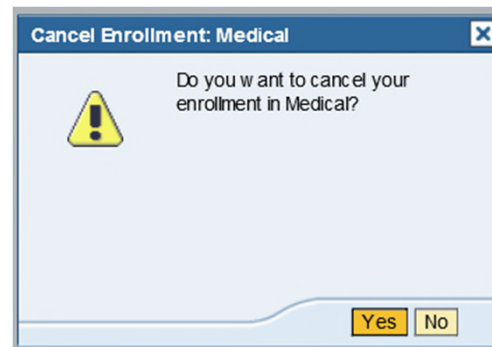 Cancel Enrollment: Medical
Do you want to cancel your
enrollment in Medical?
Yes No